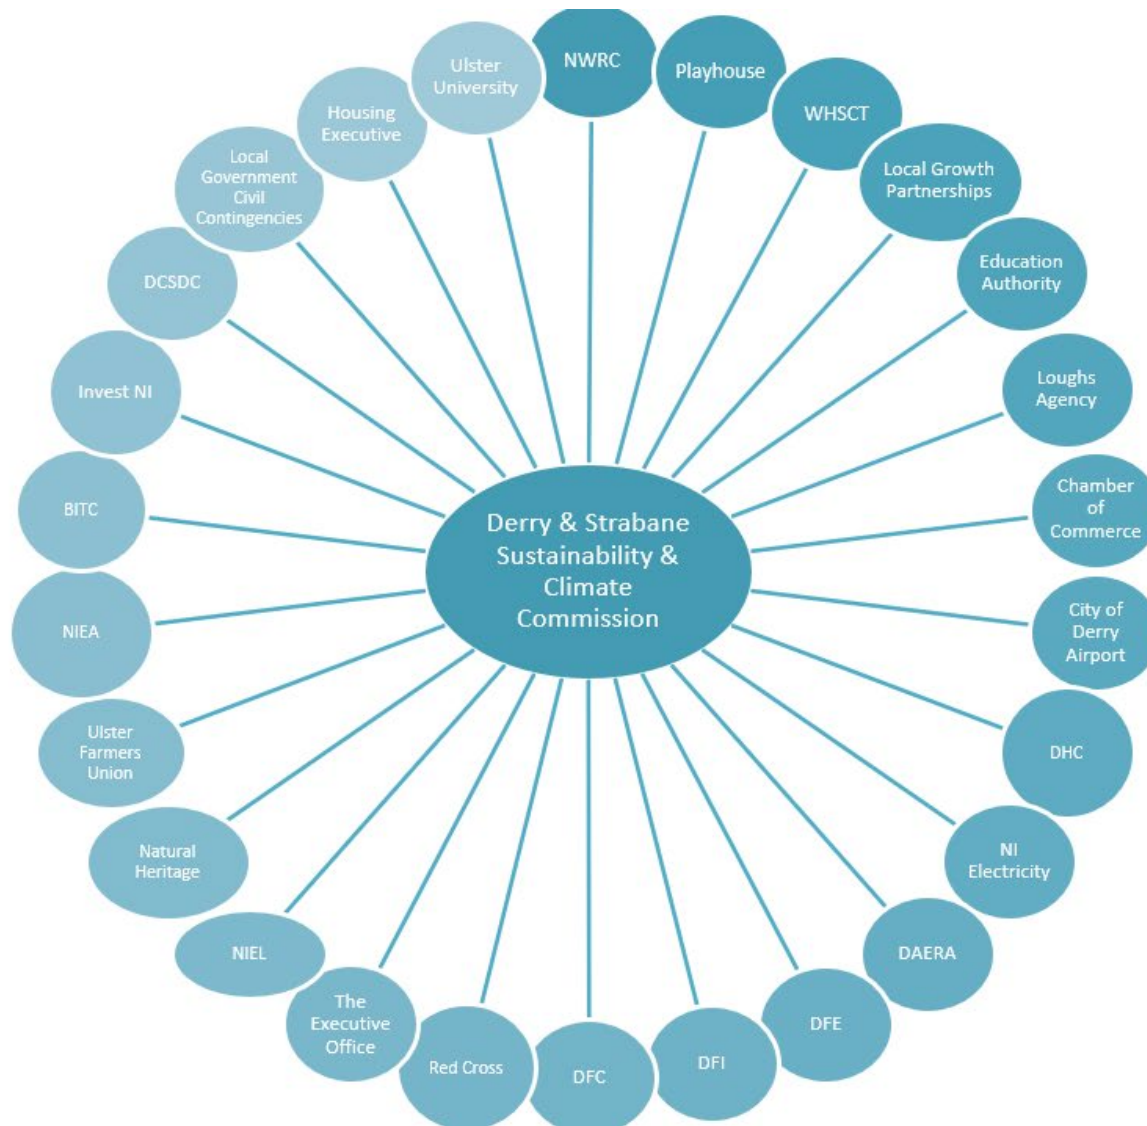 NWRC
Playhouse
WHSCT
Local Growth
Partnerships
Education
Authority
Loughs
Agency
Chamber
of
Commerce
City of
Derry
Airport
DHC
NI
Electricity
DAERA
DFE
DFI
DFC
Red Cross
The
Executive
Office
NIEL
Natural
Heritage
Ulster
Farmers
Union
NIEA
BITC
Invest NI
DCSDC
Local
Government
Civil
Contingencies
Housing
Executive
Ulster
University
Derry & Strabane
Sustainability &
Climate
Commission